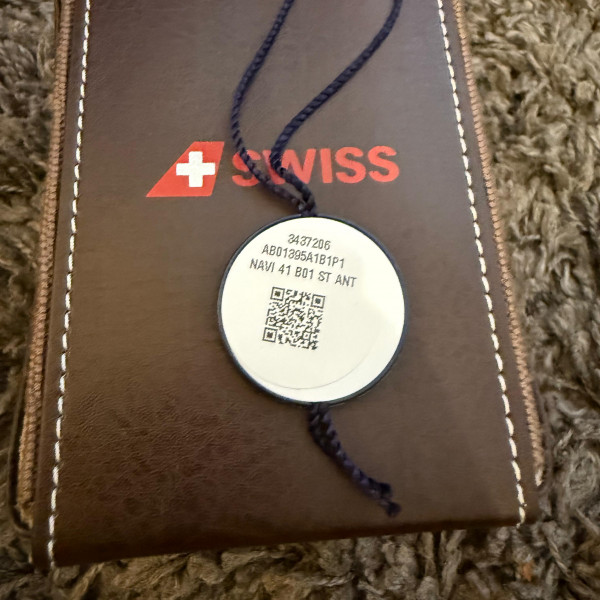 SWISS
3437206
AB01395A1B1P1
NAVI 41 B01 ST ANT